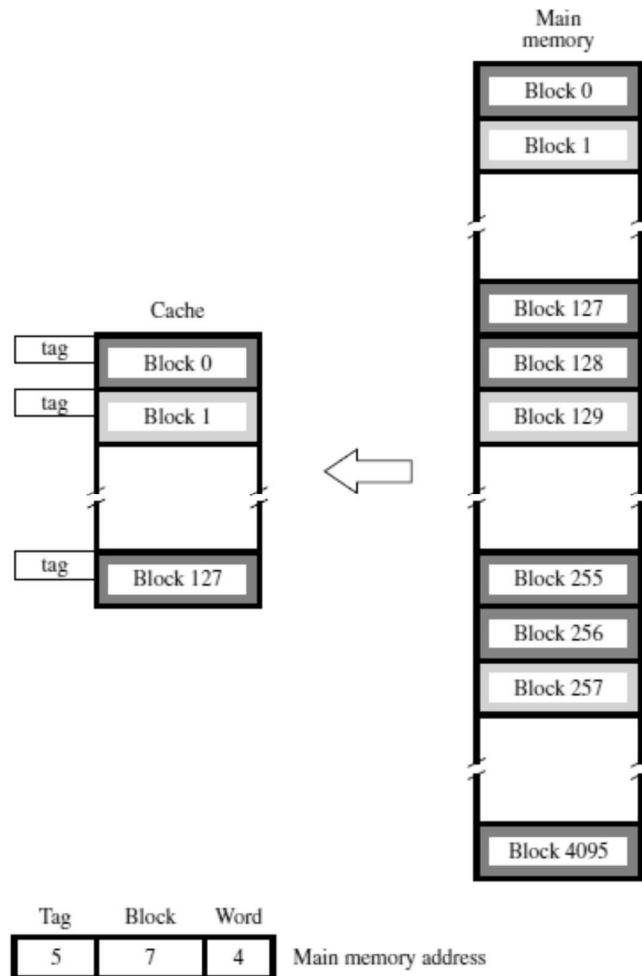 Main
memory
Block 0
Block 1
Block 127
Block 128
Block 129
Block 255
Block 256
Block 257
Block 4095
Cache
tag
Block 0
tag
Block 1
tag
Block 127
Tag Block Word
5 7 4 Main memory address